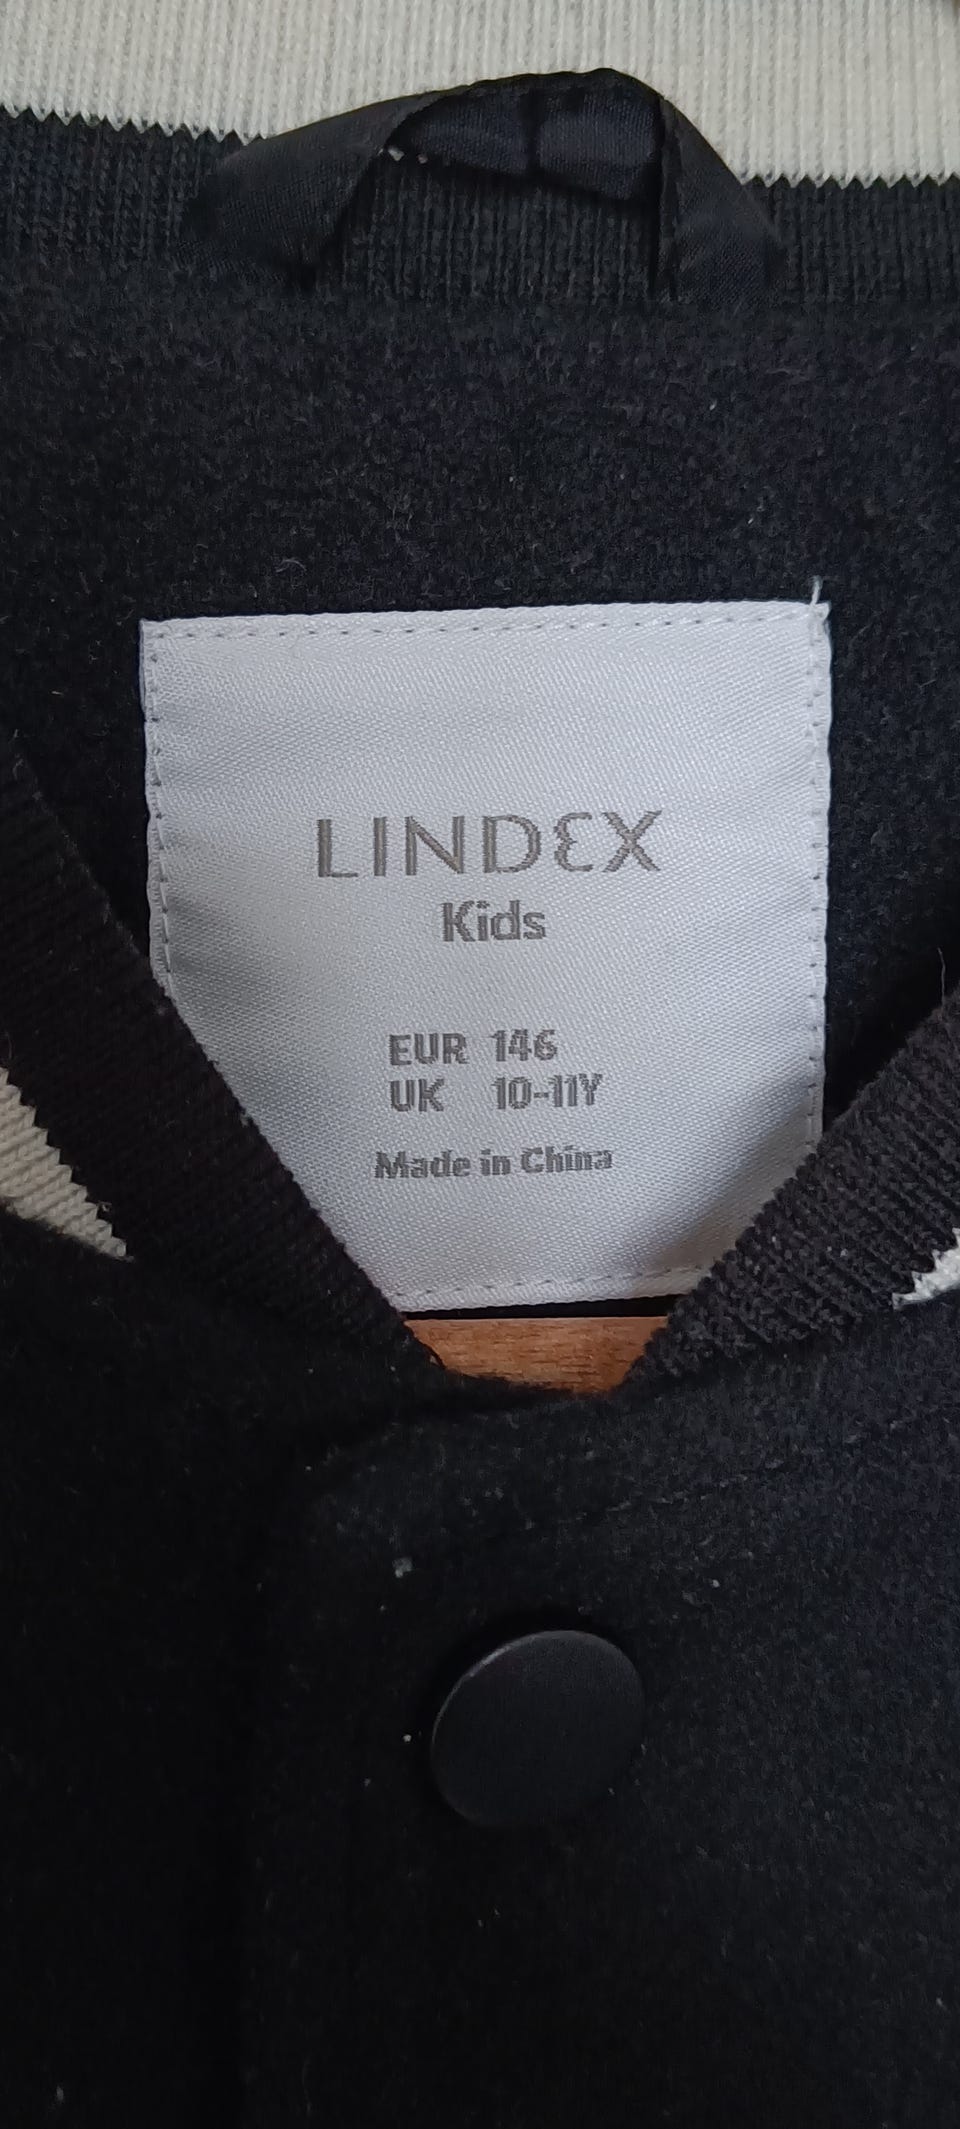 LINDEX
Kids
EUR 146
UK 10-11Y
Made in China